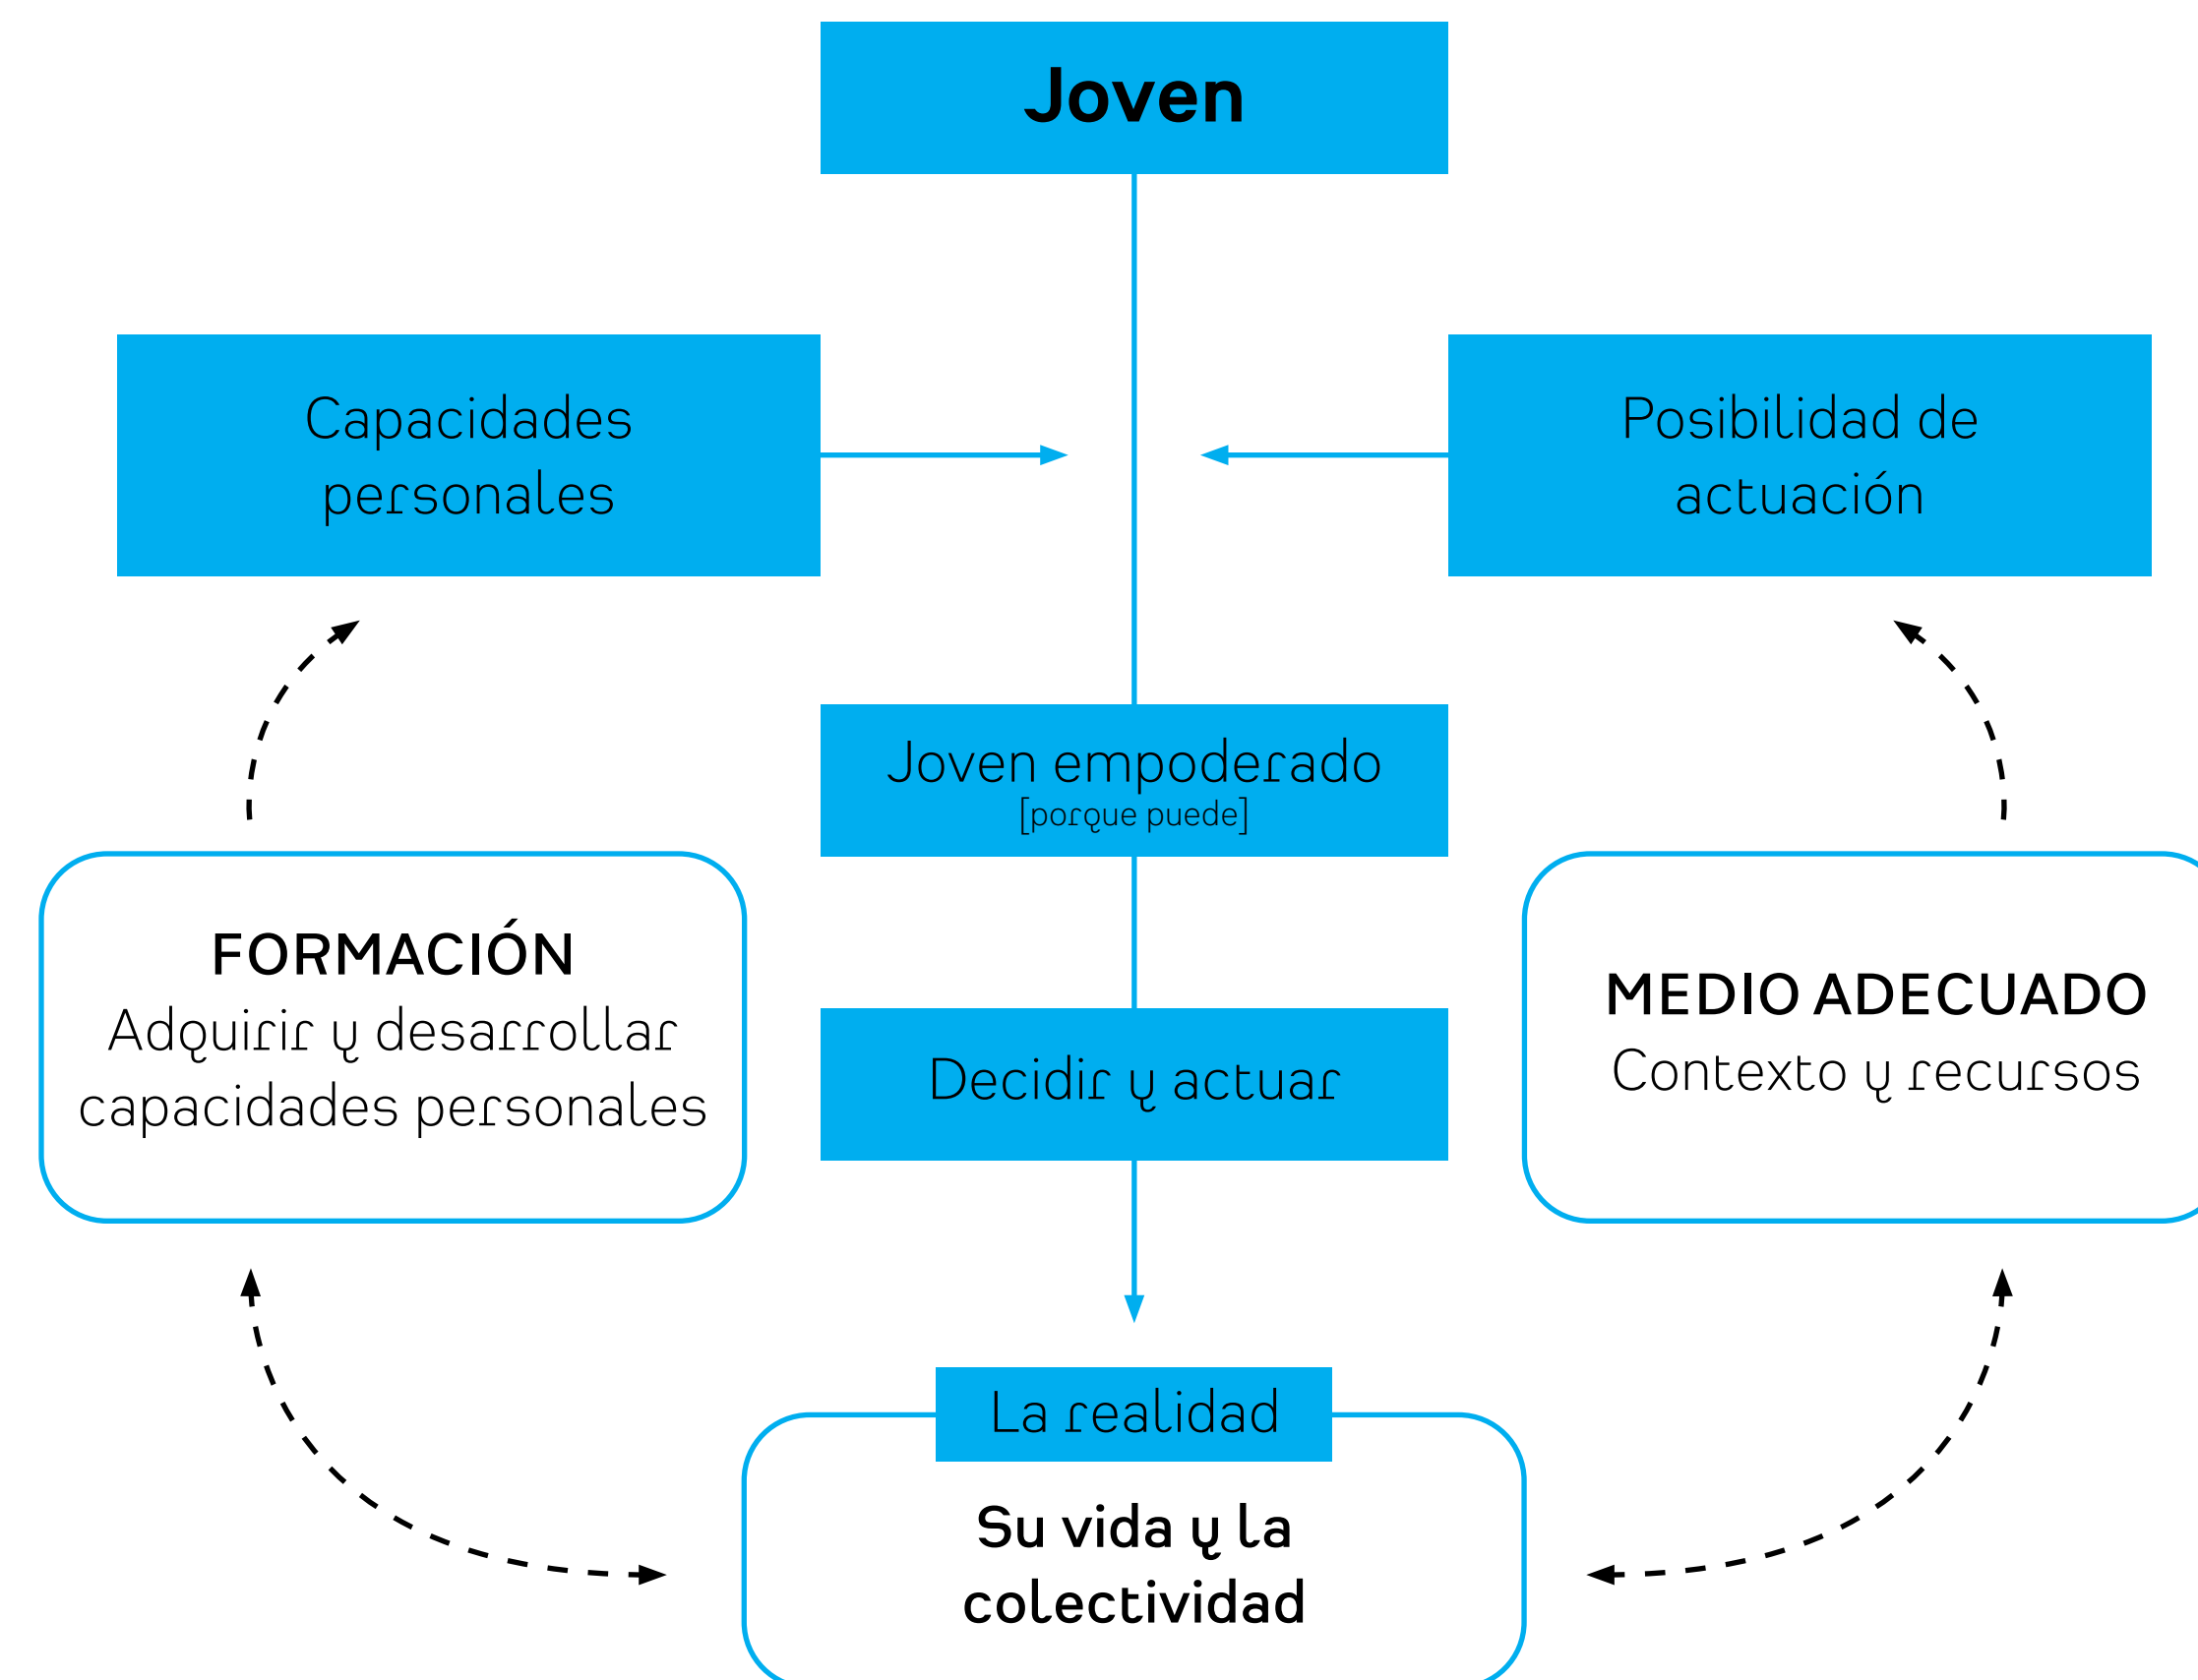 Joven
Capacidades
personales
Posibilidad de
actuación
Joven empoderado
[porque puede]
FORMACIÓN
Adquirir y desarrollar
capacidades personales
MEDIO ADECUADO
Contexto y recursos
Decidir y actuar
La realidad
Su vida y la
colectividad